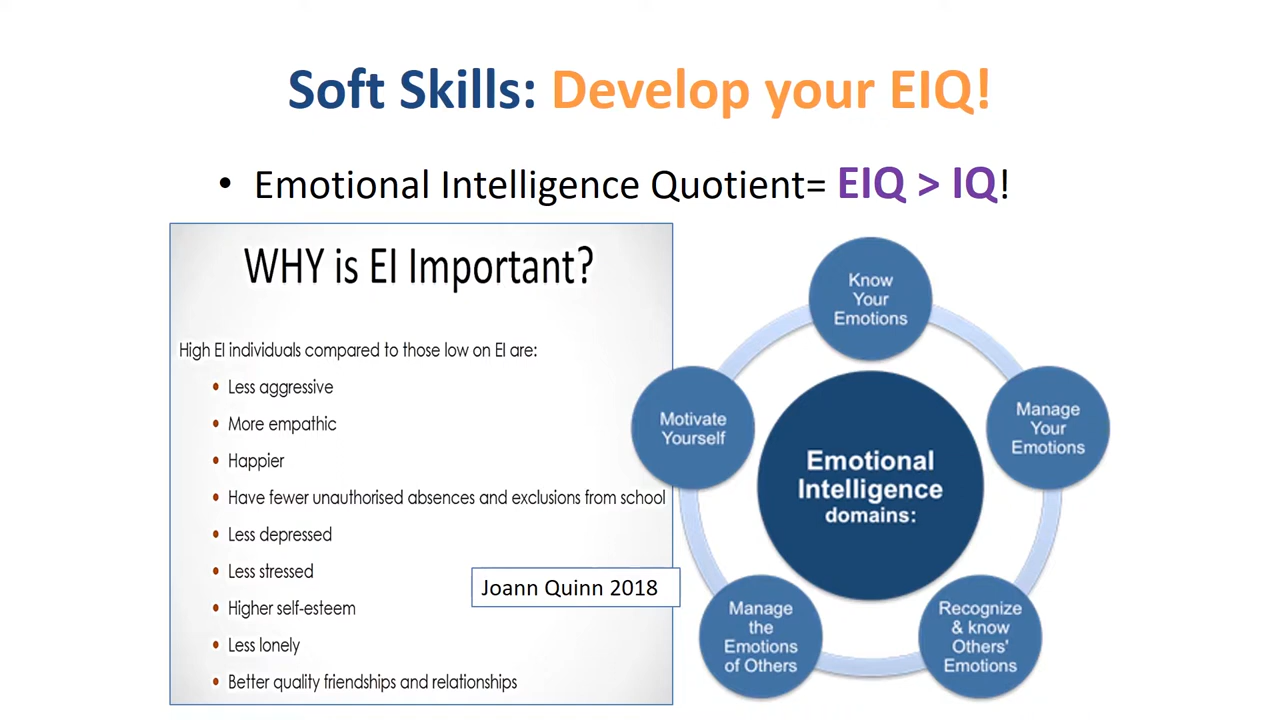 Soft Skills: Develop your EIQ!
• Emotional Intelligence Quotient= EIQ > IQ!
WHY is EI Important?
High EI individuals compared to those low on EI are:
• Less aggressive
• More empathic
• Happier
• Have fewer unauthorised absences and exclusions from school
• Less depressed
• Less stressed
• Higher self-esteem
• Less lonely
• Better quality friendships and relationships
Joann Quinn 2018
Emotional
Intelligence
domains:
Know
Your
Emotions
Manage
Your
Emotions
Recognize
& know
Others'
Emotions
Manage
the
Emotions
of Others
Motivate
Yourself